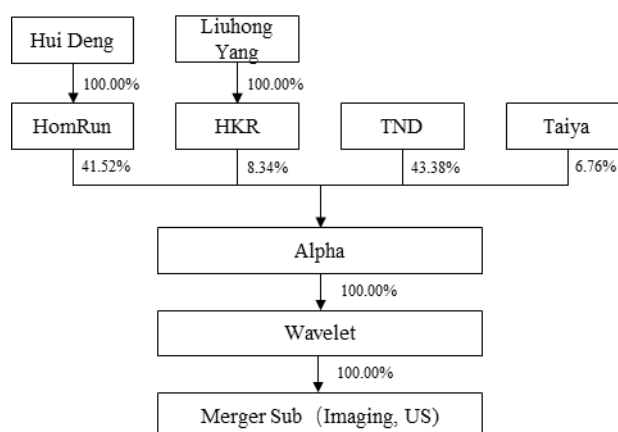 Hui Deng
Liuhong
Yang
100.00%
100.00%
HomRun
HKR
TND
Taiya
41.52%
8.34%
43.38%
6.76%
Alpha
100.00%
Wavelet
100.00%
Merger Sub（Imaging, US)